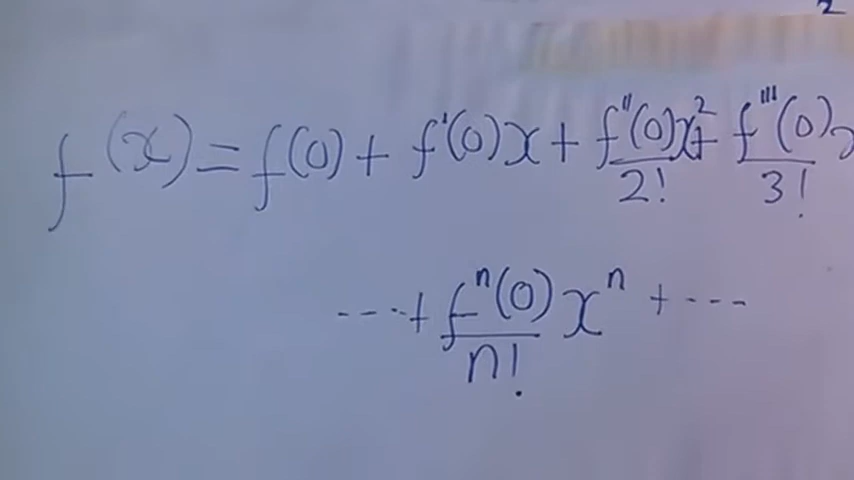 f(x) = f(0) + f'(0)x + f''(0)x²/2! + f'''(0)/3!
----+ fⁿ(0)/n! xⁿ + ---